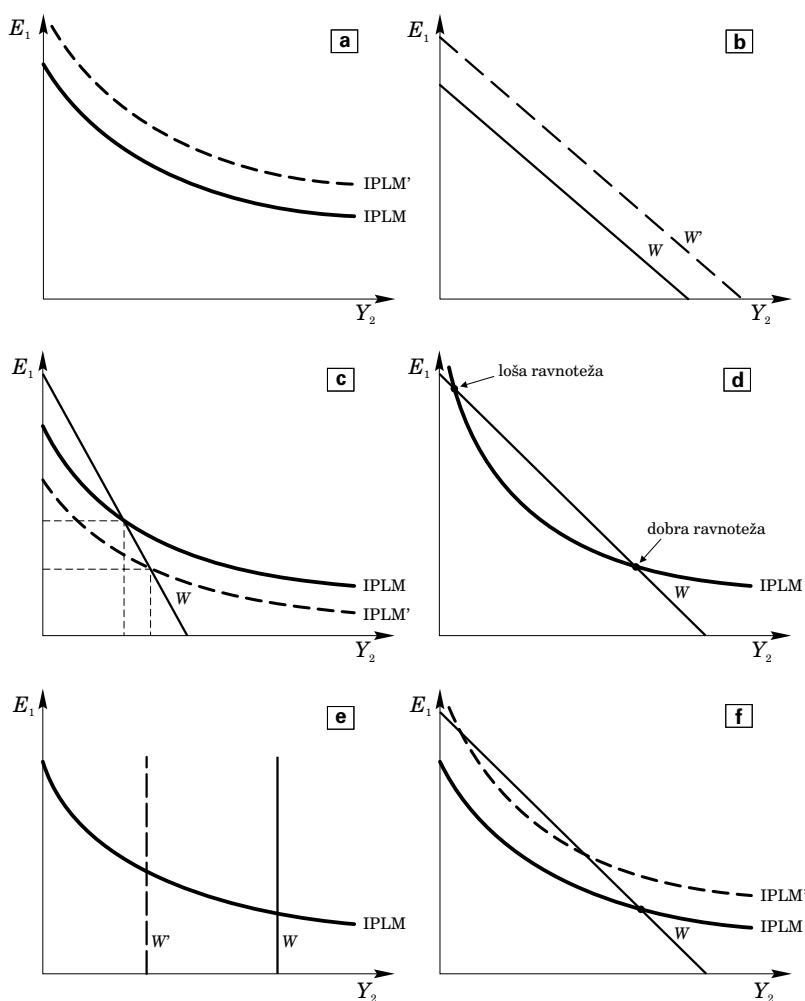 E₁
a
IPLM'
IPLM
Y₂
E₁
b
W
W'
Y₂
E₁
c
IPLM
IPLM'
W
Y₂
E₁
d
loša ravnoteža
dobra ravnoteža
IPLM
W
Y₂
E₁
e
IPLM
W'
W
Y₂
E₁
f
IPLM'
IPLM
W
Y₂